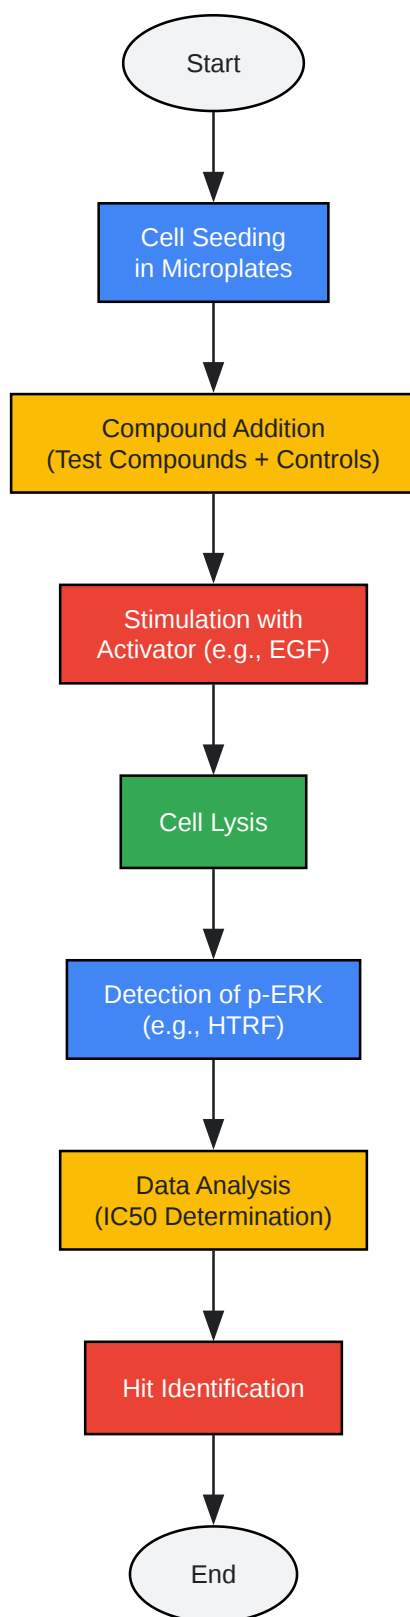 Start
Cell Seeding
in Microplates
Compound Addition
(Test Compounds + Controls)
Stimulation with
Activator (e.g., EGF)
Cell Lysis
Detection of p-ERK
(e.g., HTRF)
Data Analysis
(IC50 Determination)
Hit Identification
End